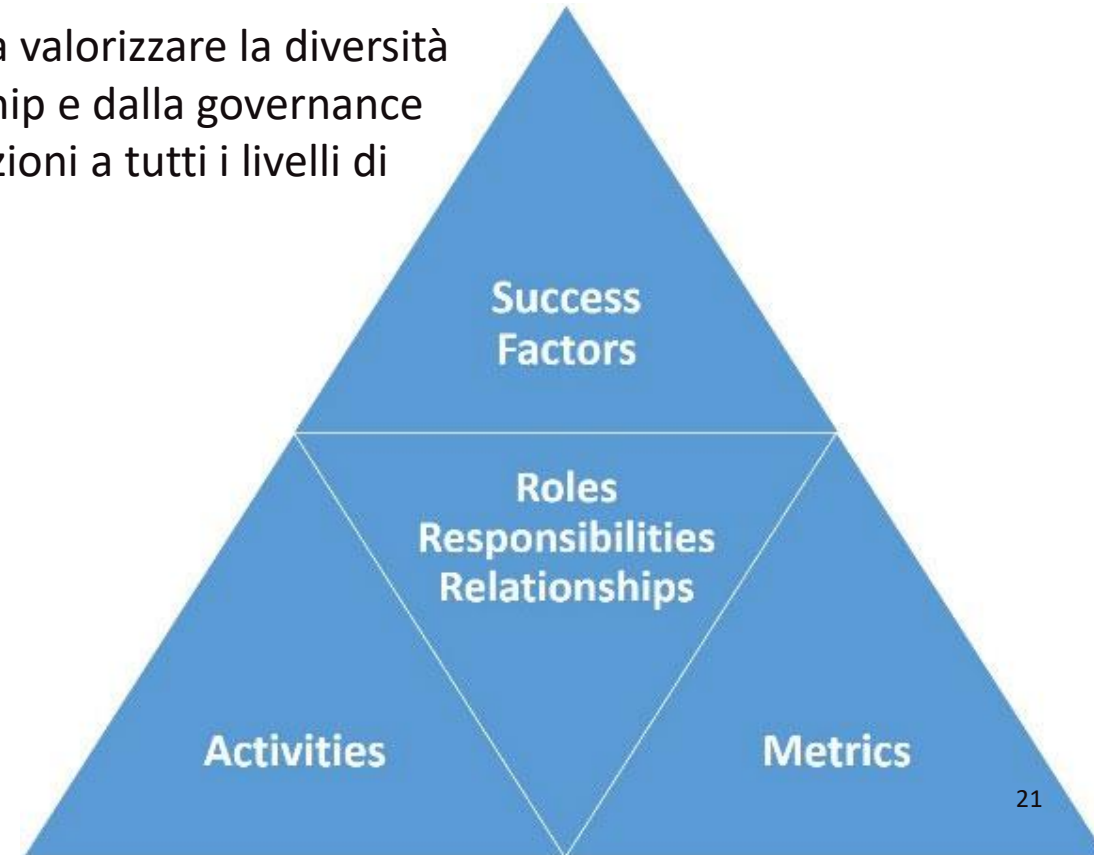 a valorizzare la diversità
hip e dalla governance
zioni a tutti i livelli di
Success
Factors
Roles
Responsibilities
Relationships
Activities
Metrics
21